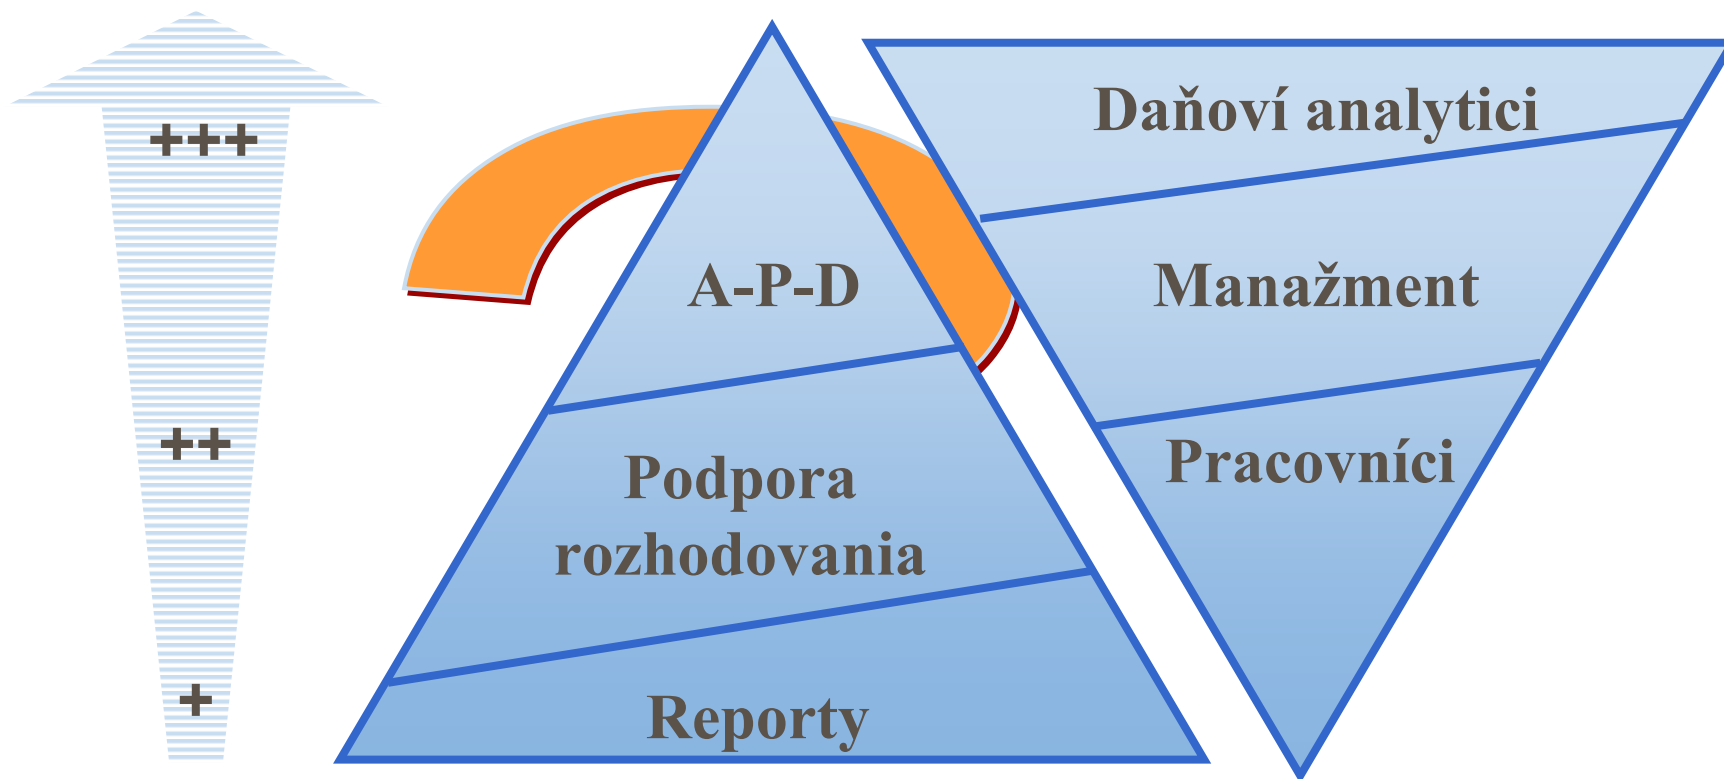 +++
++
+
A-P-D
Podpora
rozhodovania
Reporty
Daňoví analytici
Manažment
Pracovníci